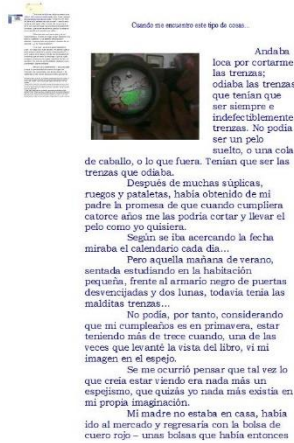 Cuando me encuentro este tipo de cosas...
Andaba
loca por cortarme
las trenzas;
odiaba las trenzas
que tenían que
ser siempre e
indefectiblemente
trenzas. No podía
ser un pelo
suelto, o una cola
de caballo, o lo que fuera. Tenían que ser las
trenzas que odiaba.
Después de muchas súplicas,
ruegos y pataletas, había obtenido de mi
padre la promesa de que cuando cumpliera
catorce años me las podría cortar y llevar el
pelo como yo quisiera.
Según se iba acercando la fecha
miraba el calendario cada día...
Pero aquella mañana de verano,
sentada estudiando en la habitación
pequeña, frente al armario negro de puertas
desvencijadas y dos lunas, todavía tenía las
malditas trenzas...
No podía, por tanto, considerando
que mi cumpleaños es en primavera, estar
teniendo más de trece cuando, una de las
veces que levanté la vista del libro, vi mi
imagen en el espejo.
Se me ocurrió pensar que tal vez lo
que creía estar viendo era nada más un
espejismo, que quizás yo nada más existía en
mi propia imaginación.
Mi madre no estaba en casa, había
ido al mercado y regresó con la bolsa de
cuero rojo – unas bolsas que había entonces